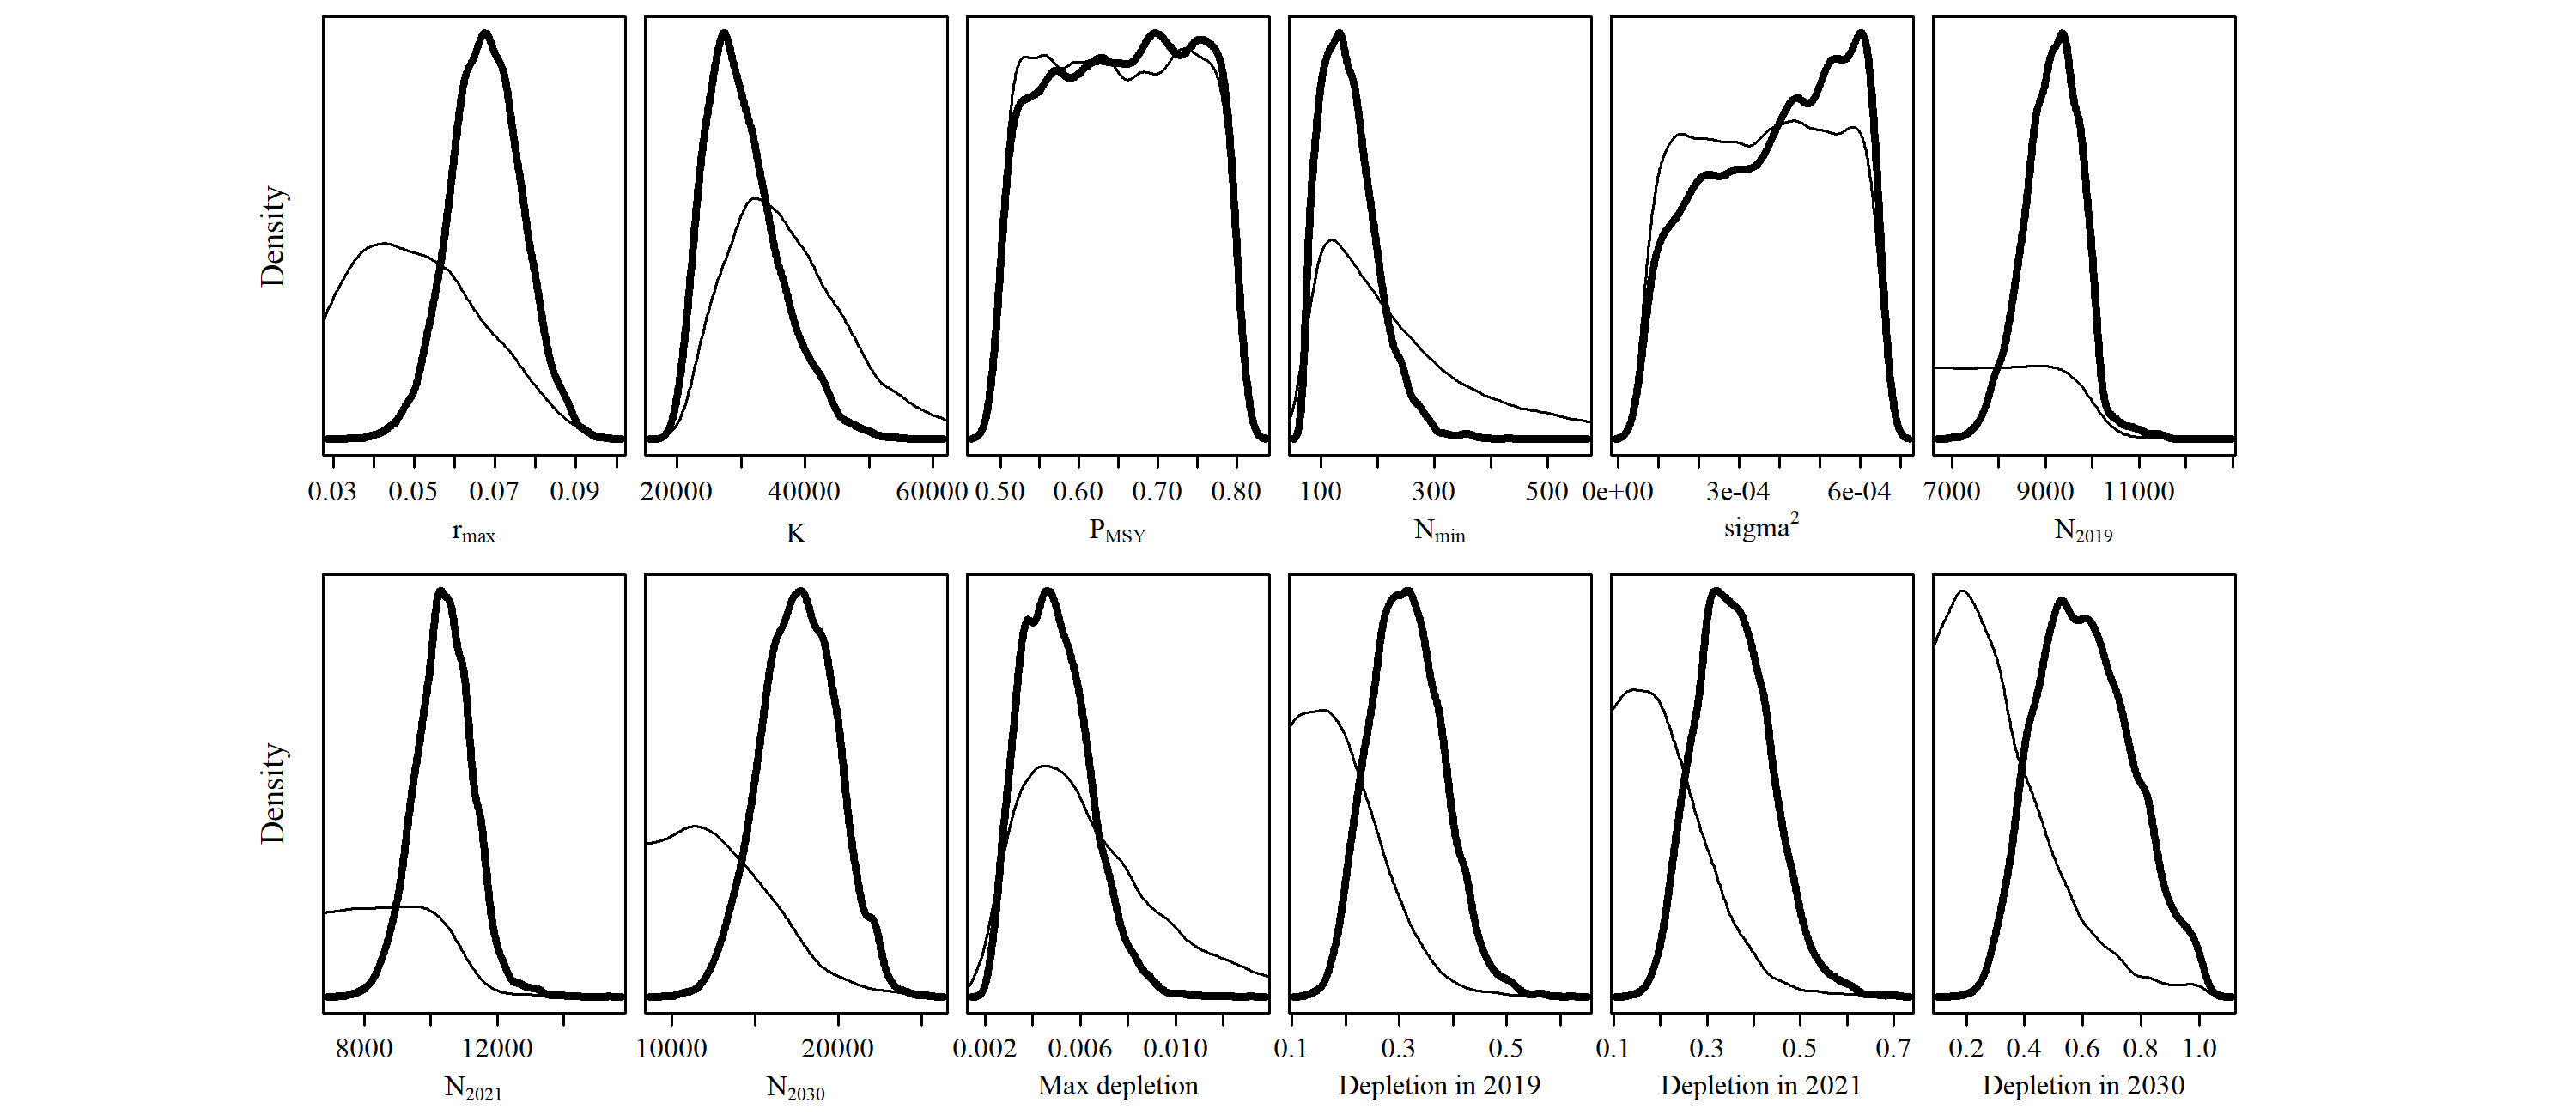 Density
0.03 0.05 0.07 0.09
r_max
20000 40000 60000
K
0.50 0.60 0.70 0.80
P_MSY
100 300 500
N_min
0e+00 3e-04 6e-04
sigma²
7000 9000 11000
N_2019
Density
8000 12000
N_2021
10000 20000
N_2030
0.002 0.006 0.010
Max depletion
0.1 0.3 0.5
Depletion in 2019
0.1 0.3 0.5 0.7
Depletion in 2021
0.2 0.4 0.6 0.8 1.0
Depletion in 2030